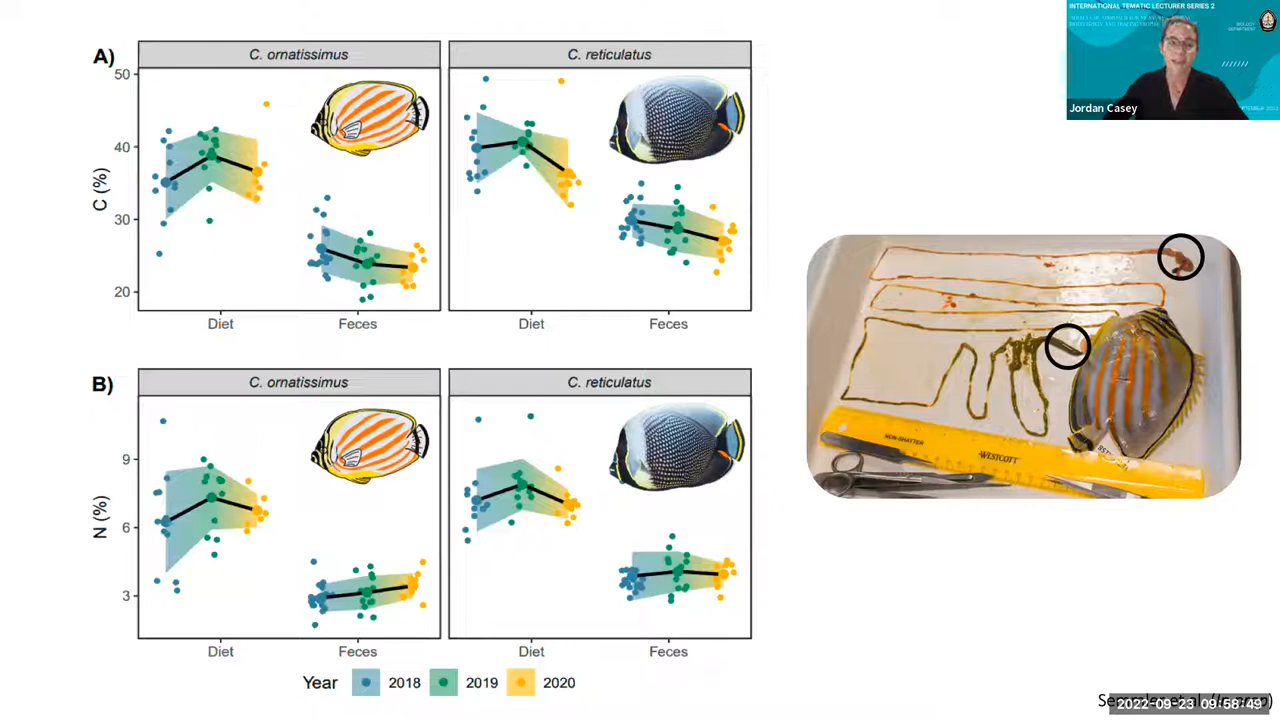 INTERNATIONAL TEMATIC LECTURER SERIES 2
BIOLOGY
DEPARTMENT
Jordan Casey
A)
C. ornatissimus
C. reticulatus
50
40
30
20
C (%)
Diet
Feces
Diet
Feces
B)
C. ornatissimus
C. reticulatus
9
6
3
N (%)
Diet
Feces
Diet
Feces
Year
2018
2019
2020
NON-SHATTER
WESTCOTT
2022-09-23 09:58:49